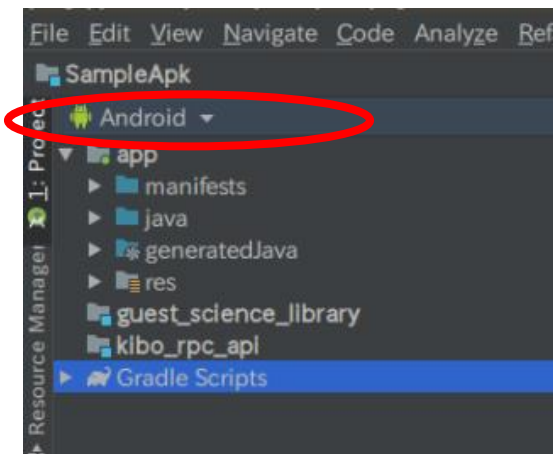 File Edit View Navigate Code Analyze Ref
SampleApk
Android
app
manifests
java
generatedJava
res
guest_science_library
kibo_rpc_api
Gradle Scripts
1: Project
Resource Manager